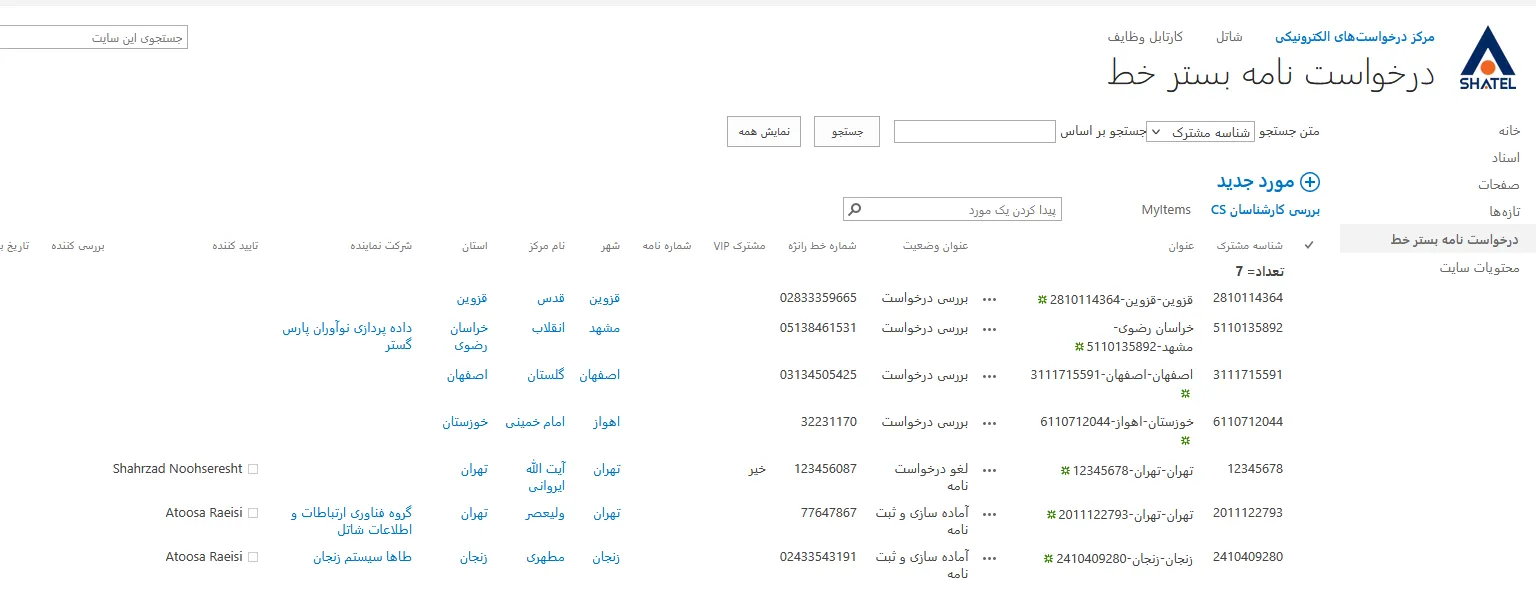 مرکز درخواست‌های الکترونیکی شاتل کارتابل وظایف
جستجوی این سایت
SHATEL
درخواست نامه بستر خط
متن جستجو شناسه مشترک جستجو بر اساس جستجو نمایش همه
خانه
اسناد
صفحات
تازه‌ها
درخواست نامه بستر خط
محتویات سایت
مورد جدید
بررسی کارشناسان CS MyItems پیدا کردن یک مورد
شناسه مشترک عنوان عنوان وضعیت شماره خط رانژه مشترک VIP شماره نامه شهر نام مرکز استان شرکت نماینده تایید کننده بررسی کننده تاریخ
تعداد= 7
2810114364 قزوین-قزوین-2810114364 بررسی درخواست 02833359665 قزوین قدس قزوین
5110135892 خراسان رضوی- بررسی درخواست 05138461531 مشهد انقلاب خراسان داده پردازی نوآوران پارس
مشهد-5110135892 رضوی گستر
3111715591 اصفهان-اصفهان-3111715591 بررسی درخواست 03134505425 اصفهان گلستان اصفهان
6110712044 خوزستان-اهواز-6110712044 بررسی درخواست 32231170 اهواز امام خمینی خوزستان
12345678 تهران-تهران-12345678 لغو درخواست 123456087 خیر تهران آیت الله تهران Shahrzad Noohseresht
نامه ایروانی
2011122793 تهران-تهران-2011122793 آماده سازی و ثبت 77647867 تهران ولیعصر تهران گروه فناوری ارتباطات و Atoosa Raeisi
نامه اطلاعات شاتل
2410409280 زنجان-زنجان-2410409280 آماده سازی و ثبت 02433543191 زنجان مطهری زنجان طاها سیستم زنجان Atoosa Raeisi
نامه